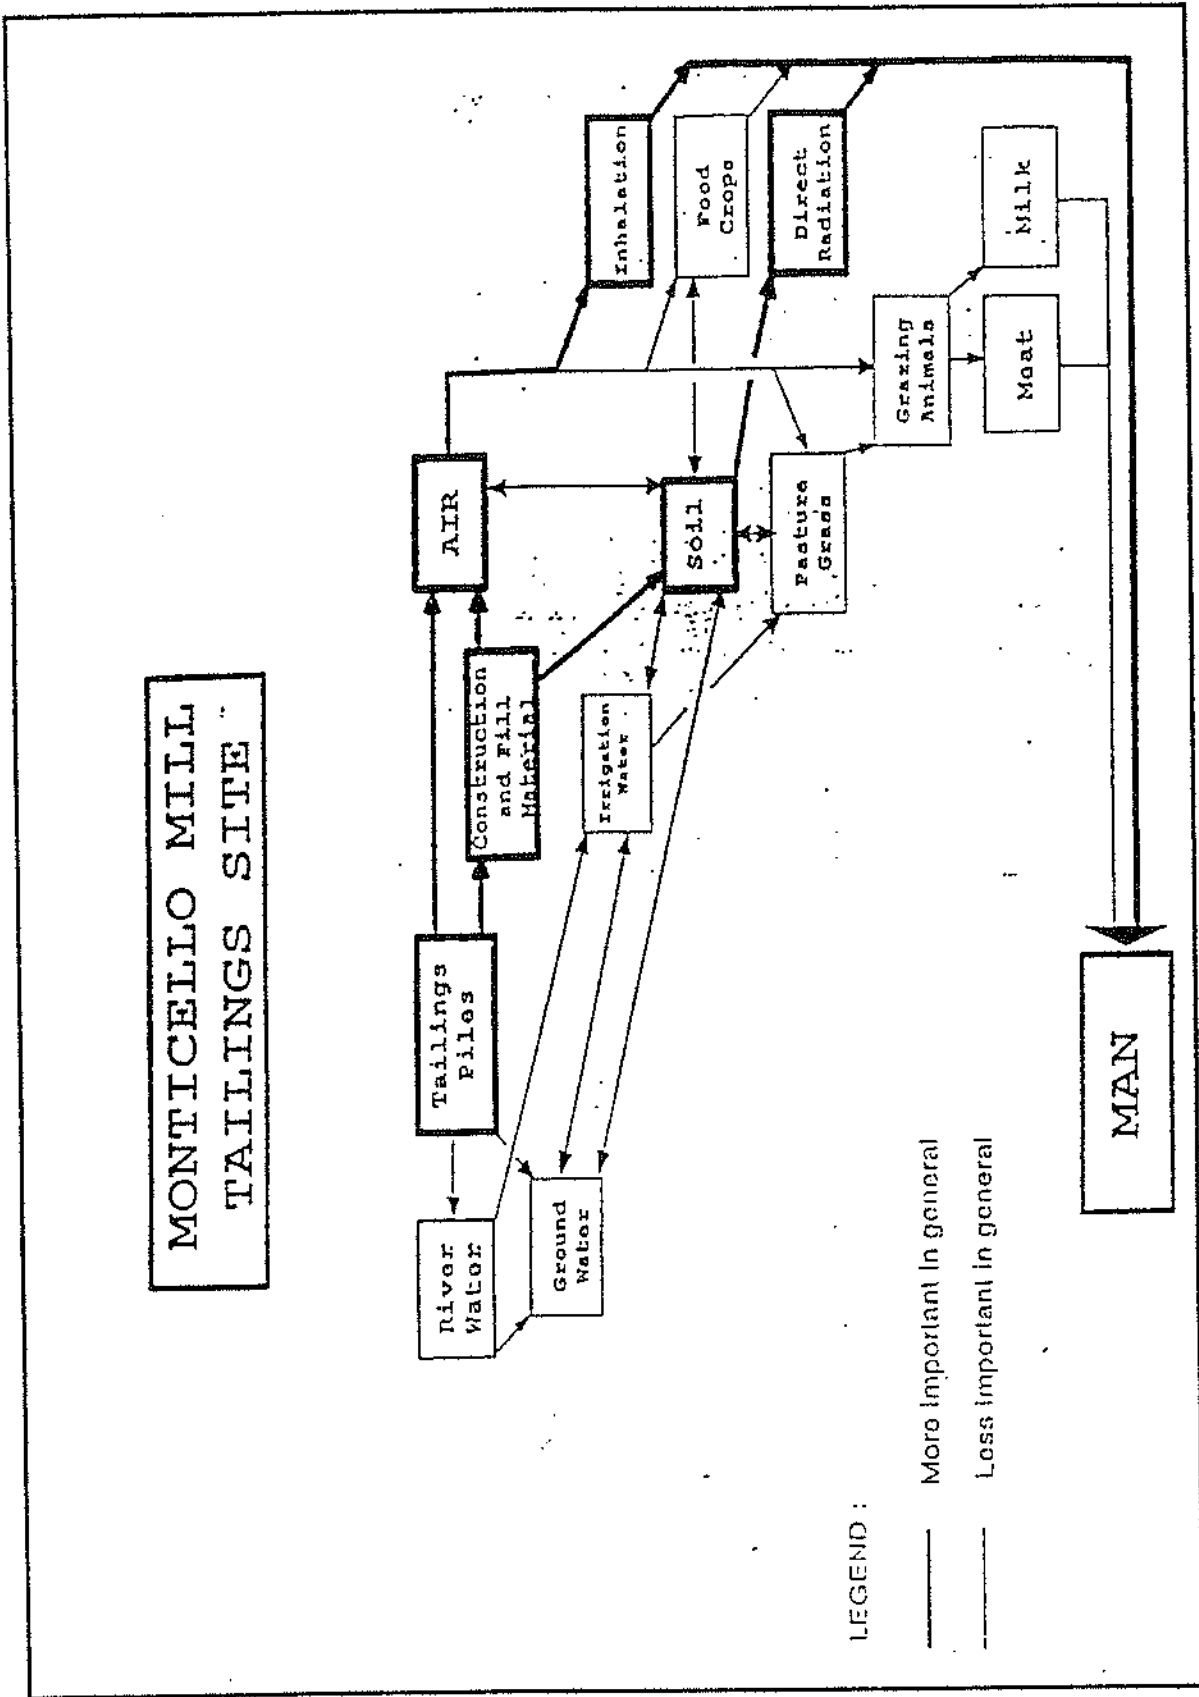 MONTICELLO MILL
TAILINGS SITE
River
Water
Tailings
Piles
Ground
Water
Construction
and Fill
Material
AIR
Irrigation
Water
Soil
Pasture
Grass
Inhalation
Food
Crops
Direct
Radiation
Grazing
Animals
Meat
Milk
MAN
LEGEND :
More Important In general
Less Important In general